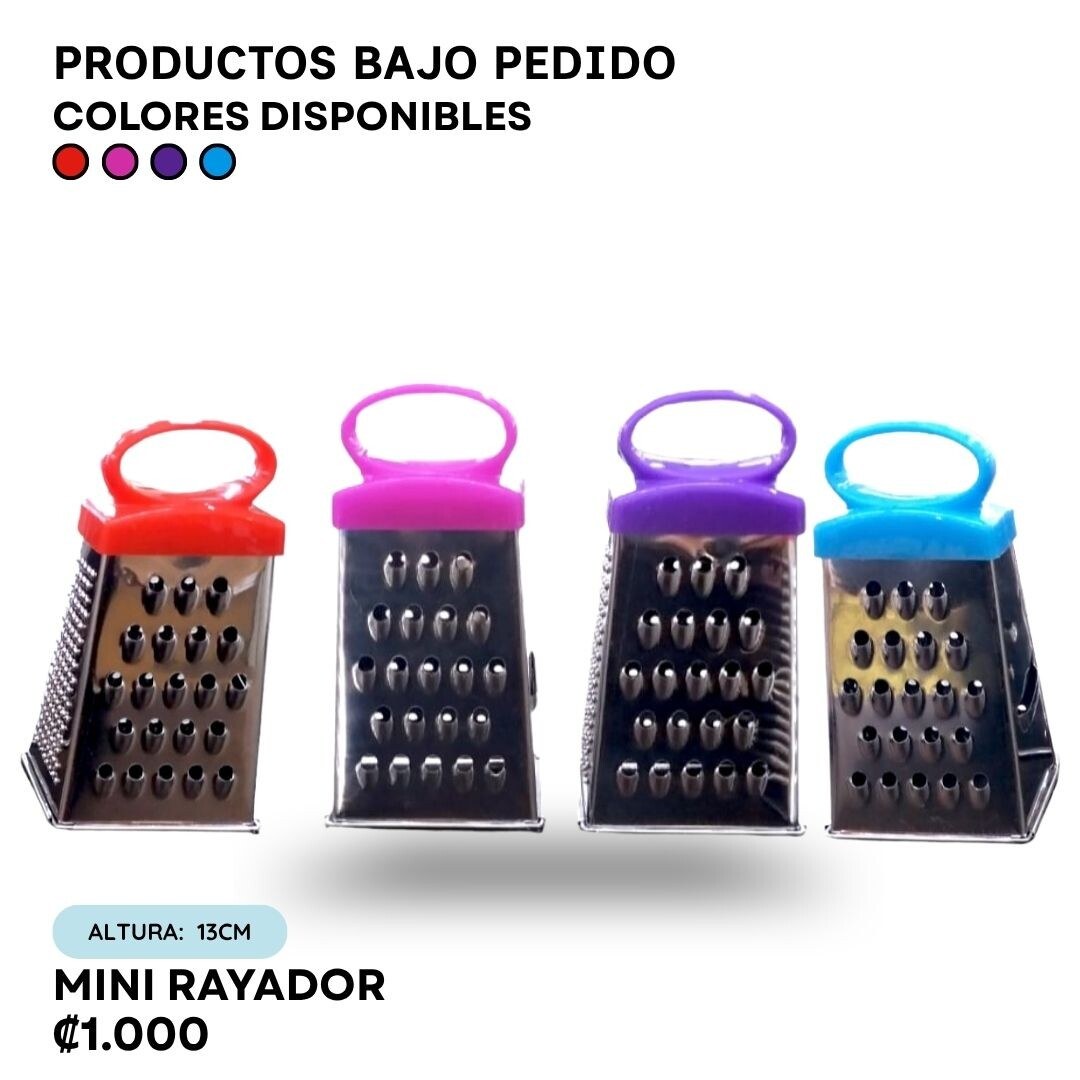 PRODUCTOS BAJO PEDIDO
COLORES DISPONIBLES
ALTURA: 13CM
MINI RAYADOR
₡1.000